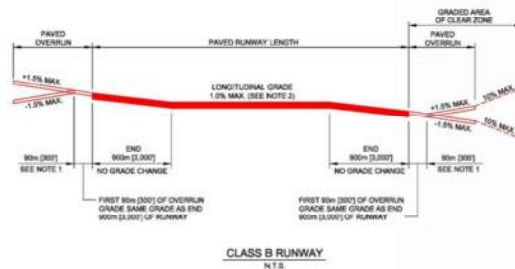 GRADED AREA
OF CLEAR ZONE
PAVED
OVERRUN
PAVED RUNWAY LENGTH
PAVED
OVERRUN
+1.5% MAX.
-1.5% MAX.
LONGITUDINAL GRADE
1.0% MAX. (SEE NOTE 2)
+1.5% MAX.
10% MAX.
-1.5% MAX.
10% MAX.
90m [300']
SEE NOTE 1
END
900m [3,000']
NO GRADE CHANGE
END
900m [3,000']
NO GRADE CHANGE
90m [300']
SEE NOTE 1
FIRST 90m [300'] OF OVERRUN
GRADE SAME GRADE AS END
900m [3,000'] OF RUNWAY
FIRST 90m [300'] OF OVERRUN
GRADE SAME GRADE AS END
900m [3,000'] OF RUNWAY
CLASS B RUNWAY
N.T.S.